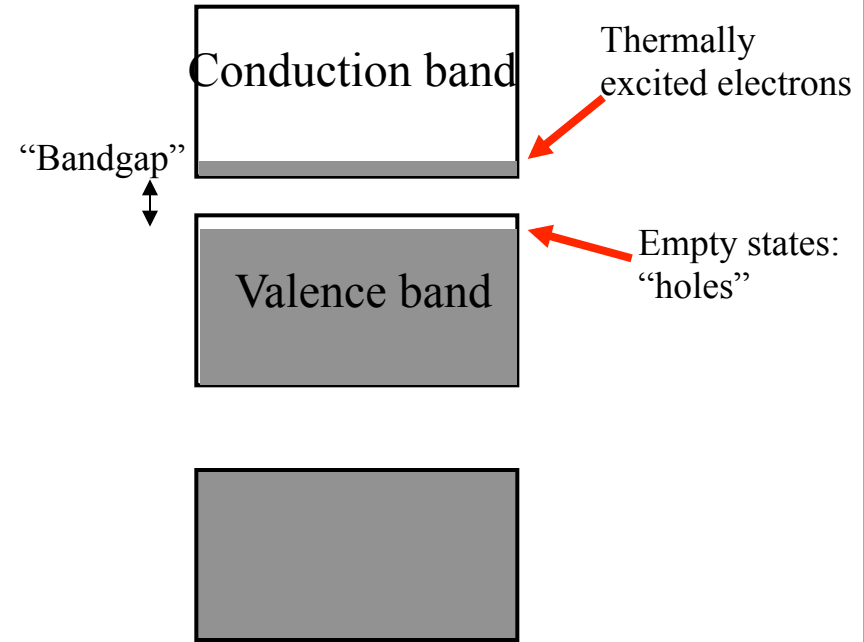 Conduction band
Thermally
excited electrons
“Bandgap”
Empty states:
“holes”
Valence band